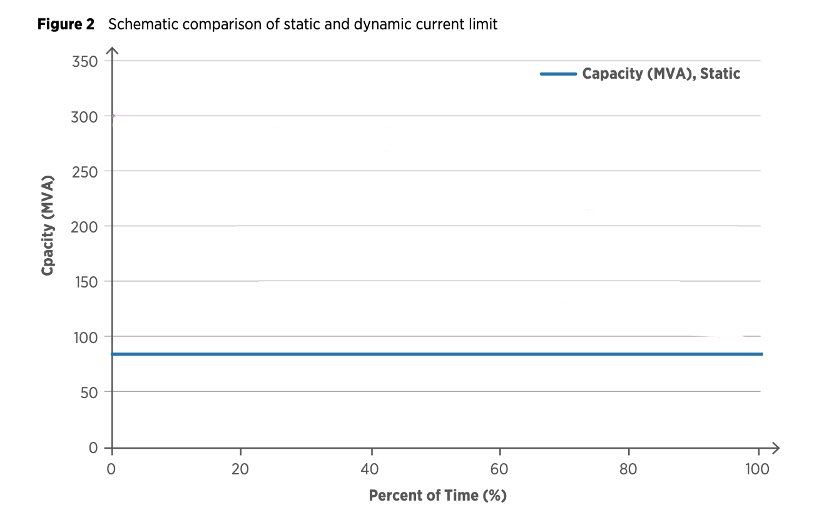 Figure 2 Schematic comparison of static and dynamic current limit
350
Capacity (MVA), Static
300
250
200
150
100
50
0
Cpacity (MVA)
0 20 40 60 80 100
Percent of Time (%)